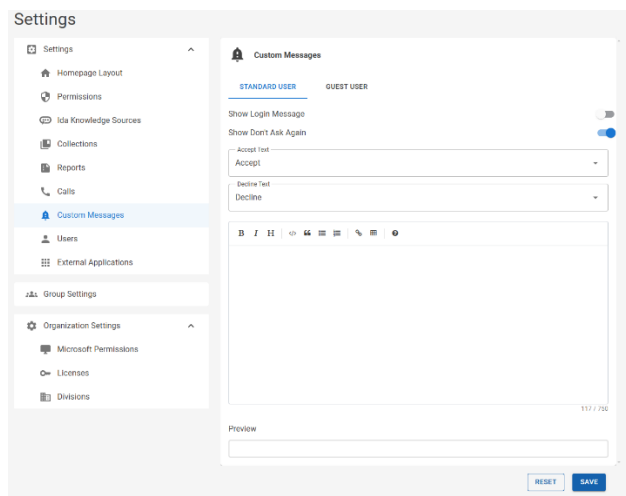 Settings
Settings
Homepage Layout
Permissions
Ida Knowledge Sources
Collections
Reports
Calls
Custom Messages
Users
External Applications
Group Settings
Organization Settings
Microsoft Permissions
Licenses
Divisions
Custom Messages
STANDARD USER GUEST USER
Show Login Message
Show Don't Ask Again
Accept Text
Accept
Decline Text
Decline
B I H
117 / 750
Preview
RESET SAVE